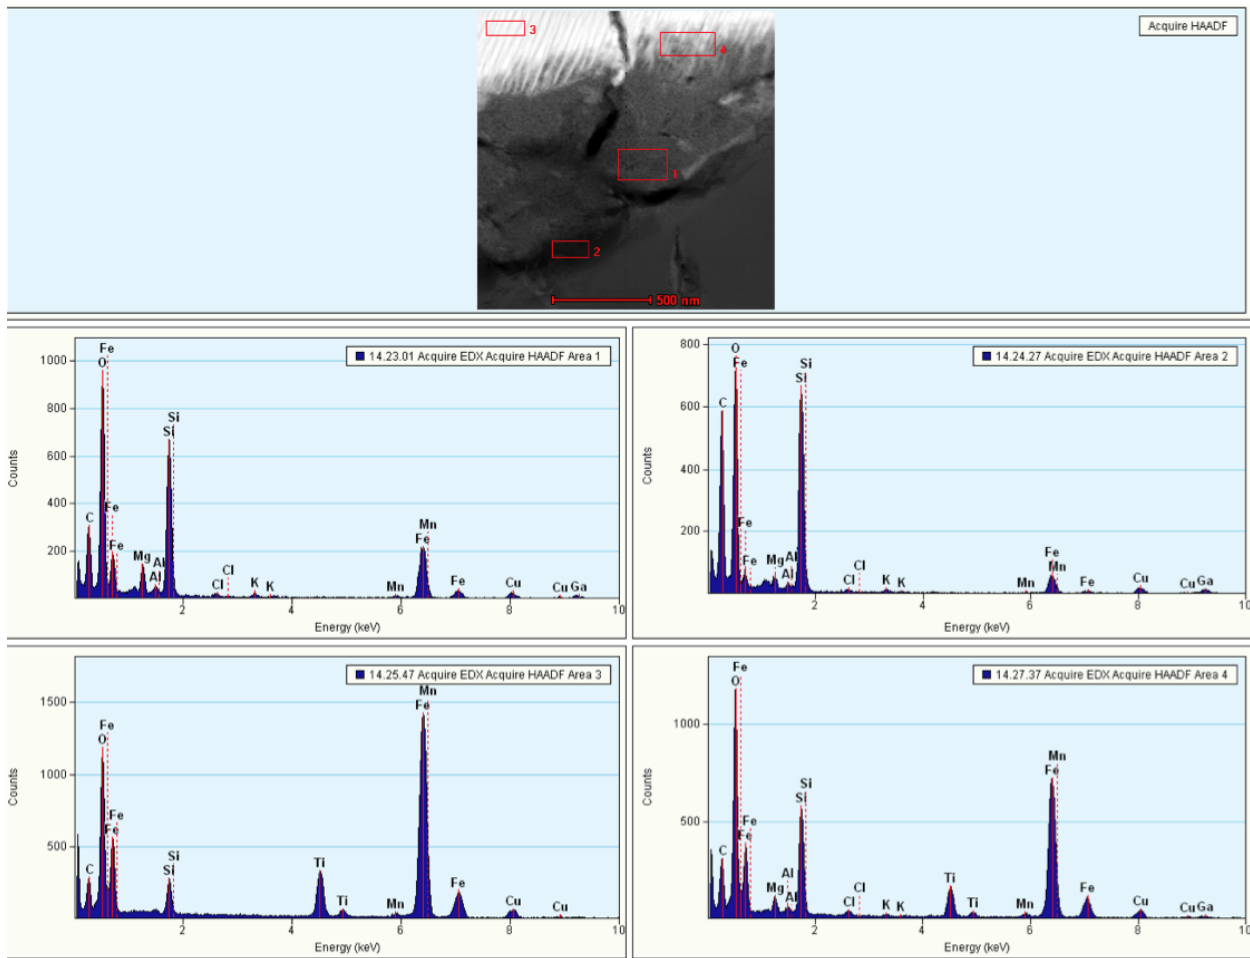 Acquire HAADF
3
4
1
2
500 nm
14.23.01 Acquire EDX Acquire HAADF Area 1
Counts
1000
800
600
400
200
C
O
Fe
Fe
Fe
Mg
Al
Al
Si
Si
Cl
Cl
K
K
Mn
Fe
Mn
Fe
Cu
Cu
Ga
2
4
6
8
10
Energy (keV)
14.24.27 Acquire EDX Acquire HAADF Area 2
Counts
800
600
400
200
C
O
Fe
Fe
Fe
Mg
Al
Al
Si
Si
Cl
Cl
K
K
Mn
Fe
Mn
Fe
Cu
Cu
Ga
2
4
6
8
10
Energy (keV)
14.25.47 Acquire EDX Acquire HAADF Area 3
Counts
1500
1000
500
C
O
Fe
Fe
Fe
Si
Si
Ti
Ti
Mn
Fe
Mn
Fe
Cu
Cu
2
4
6
8
10
Energy (keV)
14.27.37 Acquire EDX Acquire HAADF Area 4
Counts
1000
500
C
O
Fe
Fe
Fe
Mg
Al
Al
Si
Si
Cl
Cl
K
K
Ti
Ti
Mn
Fe
Mn
Fe
Cu
Cu
Ga
2
4
6
8
10
Energy (keV)